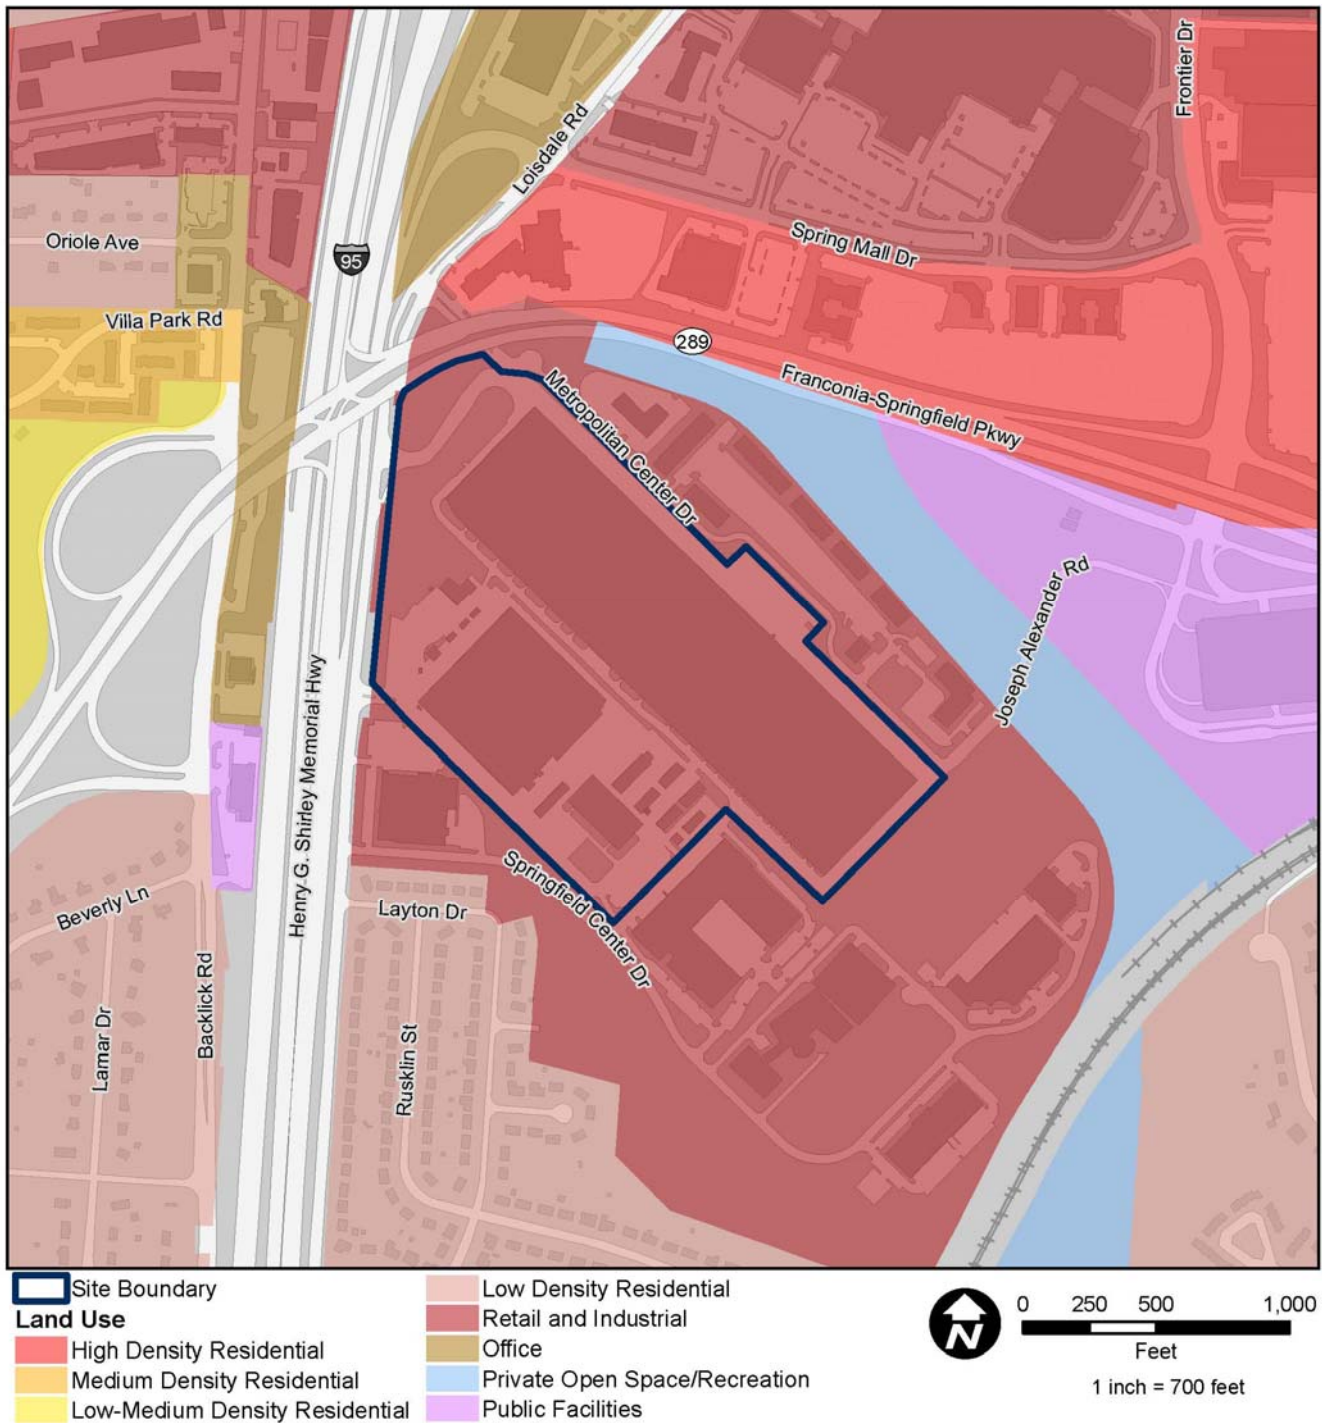 Frontier Dr
Loisdale Rd
Spring Mall Dr
Oriole Ave
95
Villa Park Rd
289
Metropolitan Center Dr
Franconia-Springfield Pkwy
Joseph Alexander Rd
Henry G. Shirley Memorial Hwy
Springfield Center Dr
Beverly Ln
Layton Dr
Backlick Rd
Lamar Dr
Rusklin St
Site Boundary
Land Use
High Density Residential
Medium Density Residential
Low-Medium Density Residential
Low Density Residential
Retail and Industrial
Office
Private Open Space/Recreation
Public Facilities
N
0 250 500 1,000
Feet
1 inch = 700 feet